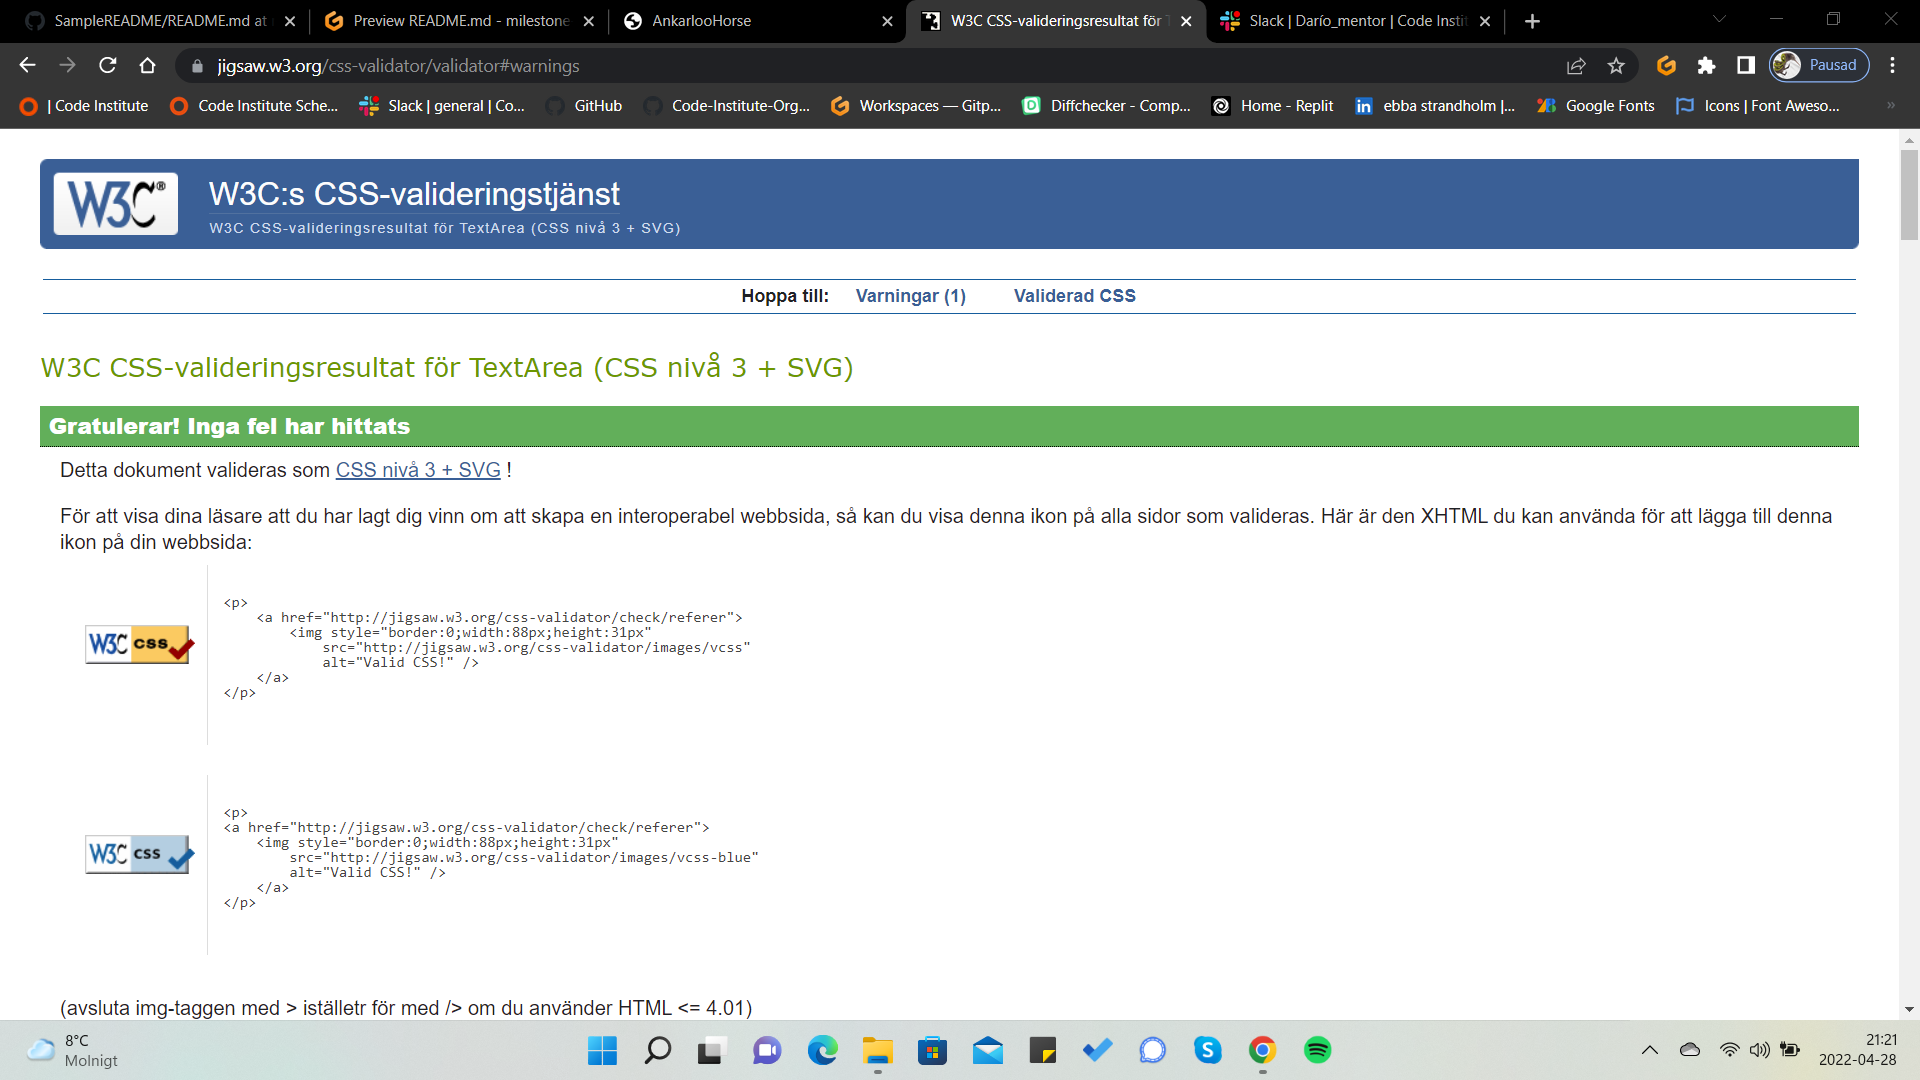 SampleREADME/README.md at
Preview README.md - milestone
AnkarlooHorse
W3C CSS-valideringsresultat för T
Slack | Darío_mentor | Code Instit
jigsaw.w3.org/css-validator/validator#warnings
Pausad
| Code Institute
Code Institute Sche...
Slack | general | Co...
GitHub
Code-Institute-Org...
Workspaces — Gitp...
Diffchecker - Comp...
Home - Replit
ebba strandholm |...
Google Fonts
Icons | Font Aweso...
W3C®
W3C:s CSS-valideringstjänst
W3C CSS-valideringsresultat för TextArea (CSS nivå 3 + SVG)
Hoppa till: Varningar (1) Validerad CSS
W3C CSS-valideringsresultat för TextArea (CSS nivå 3 + SVG)
Gratulerar! Inga fel har hittats
Detta dokument valideras som CSS nivå 3 + SVG !
För att visa dina läsare att du har lagt dig vinn om att skapa en interoperabel webbsida, så kan du visa denna ikon på alla sidor som valideras. Här är den XHTML du kan använda för att lägga till denna
ikon på din webbsida:
W3C css
<p>
<a href="http://jigsaw.w3.org/css-validator/check/referer">
<img style="border:0;width:88px;height:31px"
src="http://jigsaw.w3.org/css-validator/images/vcss"
alt="Valid CSS!" />
</a>
</p>
W3C css
<p>
<a href="http://jigsaw.w3.org/css-validator/check/referer">
<img style="border:0;width:88px;height:31px"
src="http://jigsaw.w3.org/css-validator/images/vcss-blue"
alt="Valid CSS!" />
</a>
</p>
(avsluta img-taggen med > iställetr för med /> om du använder HTML <= 4.01)
8°C
Molnigt
21:21
2022-04-28